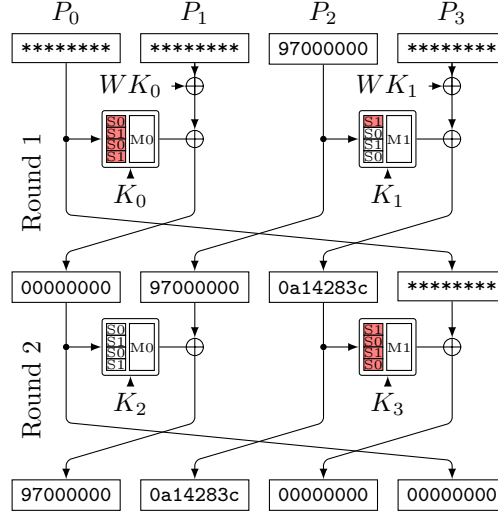 P0 P1 P2 P3
******** ******** 97000000 ********
WK0 WK1
S0 S1
S1 M0 S0 M1
S0 S1
S1 S0
K0 K1
Round 1
00000000 97000000 0a14283c ********
S0 S1
S1 M0 S0 M1
S0 S1
S1 S0
K2 K3
Round 2
97000000 0a14283c 00000000 00000000